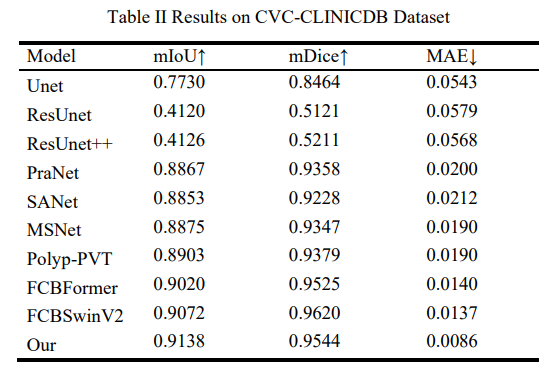 Table II Results on CVC-CLINICDB Dataset
Model mIoU↑ mDice↑ MAE↓
Unet 0.7730 0.8464 0.0543
ResUnet 0.4120 0.5121 0.0579
ResUnet++ 0.4126 0.5211 0.0568
PraNet 0.8867 0.9358 0.0200
SANet 0.8853 0.9228 0.0212
MSNet 0.8875 0.9347 0.0190
Polyp-PVT 0.8903 0.9379 0.0190
FCBFormer 0.9020 0.9525 0.0140
FCBSwinV2 0.9072 0.9620 0.0137
Our 0.9138 0.9544 0.0086